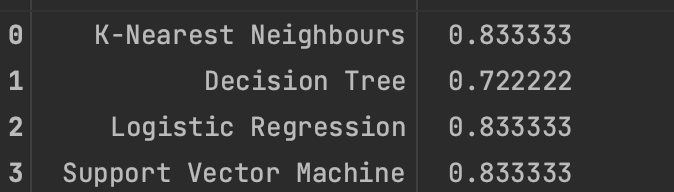 0 K-Nearest Neighbours 0.833333
1 Decision Tree 0.722222
2 Logistic Regression 0.833333
3 Support Vector Machine 0.833333